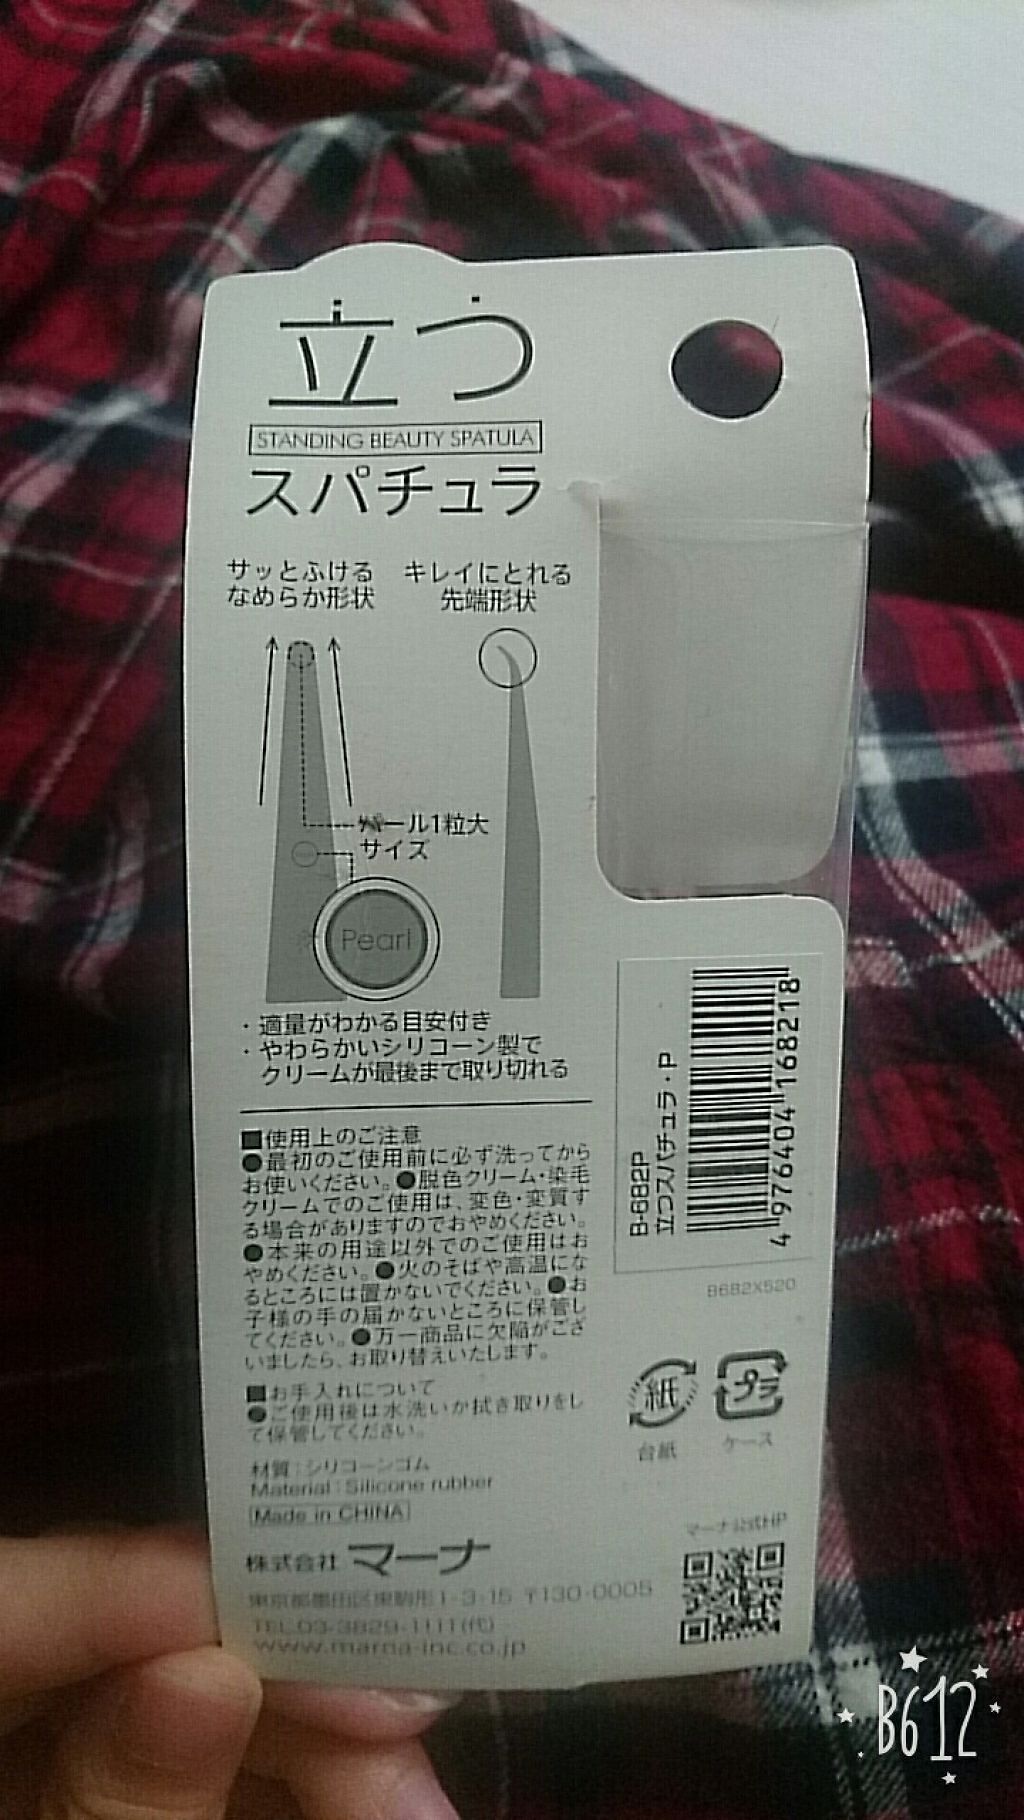 立つ
STANDING BEAUTY SPATULA
スパチュラ
サッとふける
なめらか形状
キレイにとれる
先端形状
パール1粒大
サイズ
Pearl
・適量がわかる目安付き
・やわらかいシリコーン製で
クリームが最後まで取り切れる
■使用上のご注意
●最初のご使用前に必ず洗ってから
お使いください。●脱色クリーム・染毛
クリームでのご使用は、変色・変質す
る場合がありますのでおやめください。
●本来の用途以外でのご使用はお
やめください。●火のそばや高温にな
るところには置かないでください。●お
子様の手の届かないところに保管し
てください。●万一商品に欠陥がござ
いましたら、お取り替えいたします。
■お手入れについて
●ご使用後は水洗いか拭き取りをし
て保管してください。
材質：シリコーンゴム
Material : Silicone rubber
Made in CHINA
株式会社 マーナ
東京都墨田区東駒形1-3-15 〒130-0005
TEL.03-3829-1111(代)
www.marna-inc.co.jp
B-682P
立つスパチュラ・P
4 976404 168218
B682X520
紙
台紙
プラ
ケース
マーナ公式HP
B612